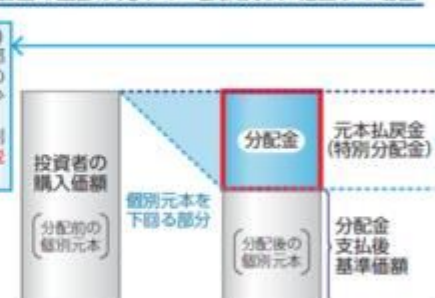 投資者の
購入価額
(分配前の
個別元本)
個別元本を
下回る部分
分配金
(分配後の
個別元本)
元本払戻金
(特別分配金)
分配金
支払後
基準価額